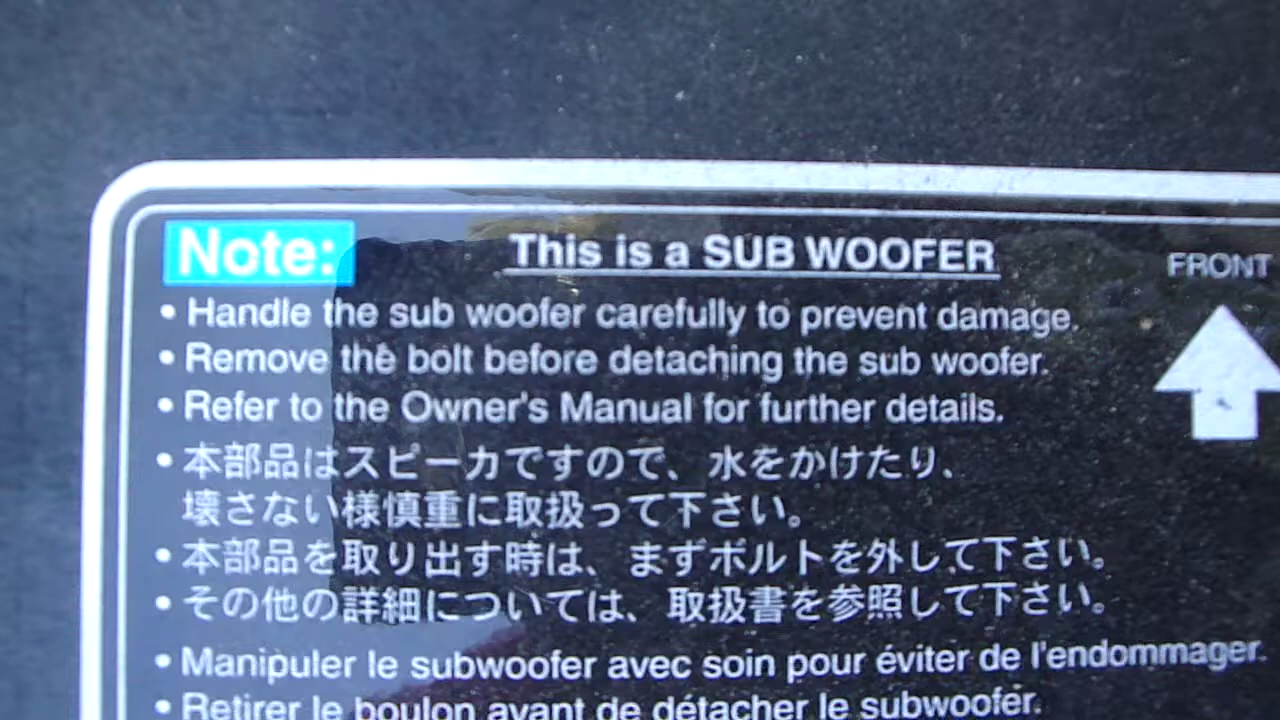 Note:
This is a SUB WOOFER
FRONT
• Handle the sub woofer carefully to prevent damage.
• Remove the bolt before detaching the sub woofer.
• Refer to the Owner's Manual for further details.
• 本部品はスピーカですので、水をかけたり、
壊さない様慎重に取扱って下さい。
• 本部品を取り出す時は、まずボルトを外して下さい。
• その他の詳細については、取扱書を参照して下さい。
• Manipuler le subwoofer avec soin pour éviter de l'endommager.
• Retirer le boulon avant de détacher le subwoofer.